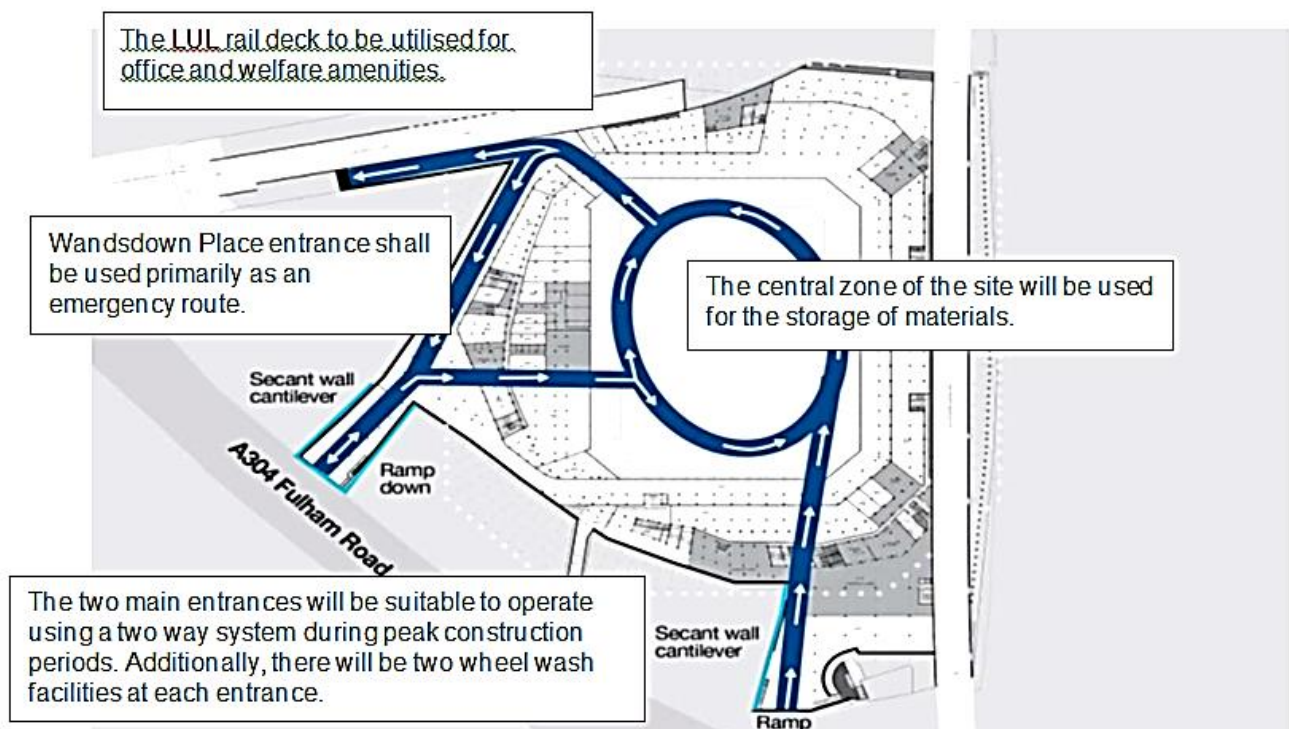 The LUL rail deck to be utilised for
office and welfare amenities.
Wandsdown Place entrance shall
be used primarily as an
emergency route.
The central zone of the site will be used
for the storage of materials.
Secant wall
cantilever
Ramp
down
A304 Fulham Road
The two main entrances will be suitable to operate
using a two way system during peak construction
periods. Additionally, there will be two wheel wash
facilities at each entrance.
Secant wall
cantilever
Ramp